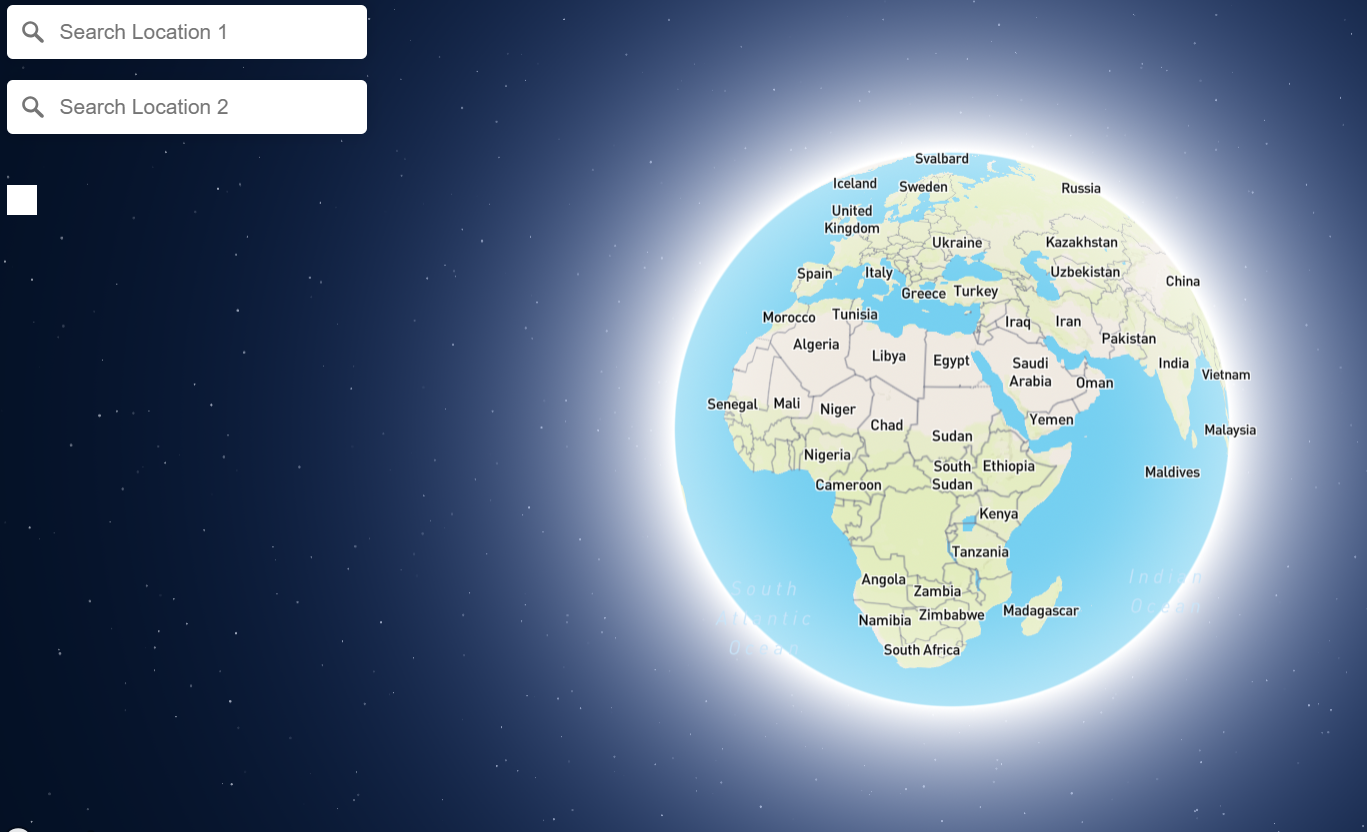 Search Location 1
Search Location 2
Svalbard
Iceland
Sweden
Russia
United
Kingdom
Ukraine
Kazakhstan
Spain
Italy
Uzbekistan
China
Greece
Turkey
Morocco
Tunisia
Iraq
Iran
Pakistan
Algeria
Libya
Egypt
Saudi
Arabia
India
Vietnam
Oman
Senegal
Mali
Niger
Chad
Yemen
Sudan
Malaysia
Nigeria
South
Sudan
Ethiopia
Maldives
Cameroon
Kenya
Tanzania
Angola
Zambia
South
Atlantic
Ocean
Indian
Ocean
Namibia
Zimbabwe
Madagascar
South Africa